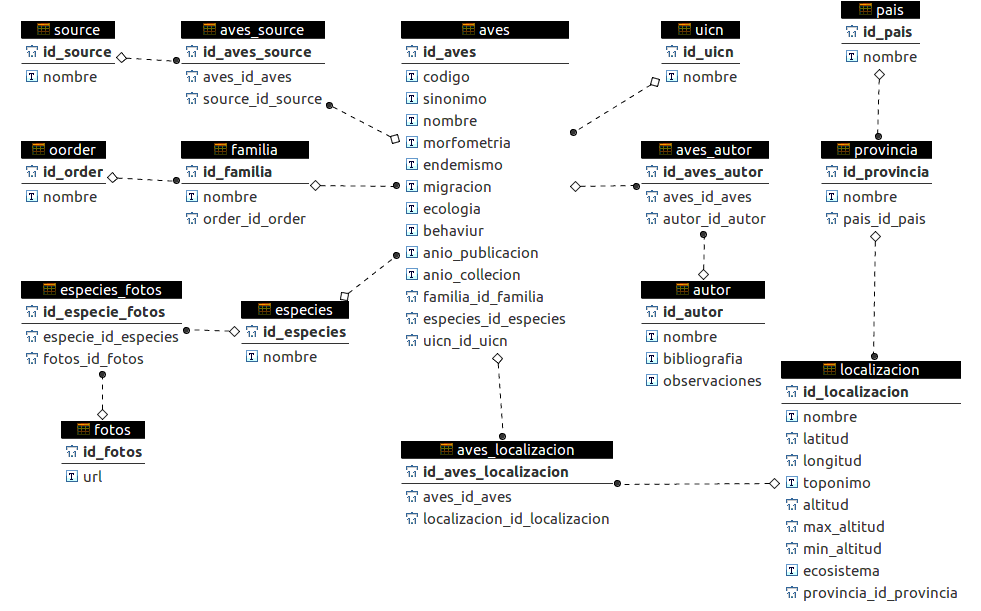 source
id_source
nombre
aves_source
id_aves_source
aves_id_aves
source_id_source
aves
id_aves
codigo
sinonimo
nombre
morfometria
endemismo
migracion
ecologia
behaviur
anio_publicacion
anio_collecion
familia_id_familia
especies_id_especies
uicn_id_uicn
uicn
id_uicn
nombre
pais
id_pais
nombre
oorder
id_order
nombre
familia
id_familia
nombre
order_id_order
aves_autor
id_aves_autor
aves_id_aves
autor_id_autor
provincia
id_provincia
nombre
pais_id_pais
especies_fotos
id_especie_fotos
especie_id_especies
fotos_id_fotos
especies
id_especies
nombre
autor
id_autor
nombre
bibliografia
observaciones
fotos
id_fotos
url
aves_localizacion
id_aves_localizacion
aves_id_aves
localizacion_id_localizacion
localizacion
id_localizacion
nombre
latitud
longitud
toponimo
altitud
max_altitud
min_altitud
ecosistema
provincia_id_provincia